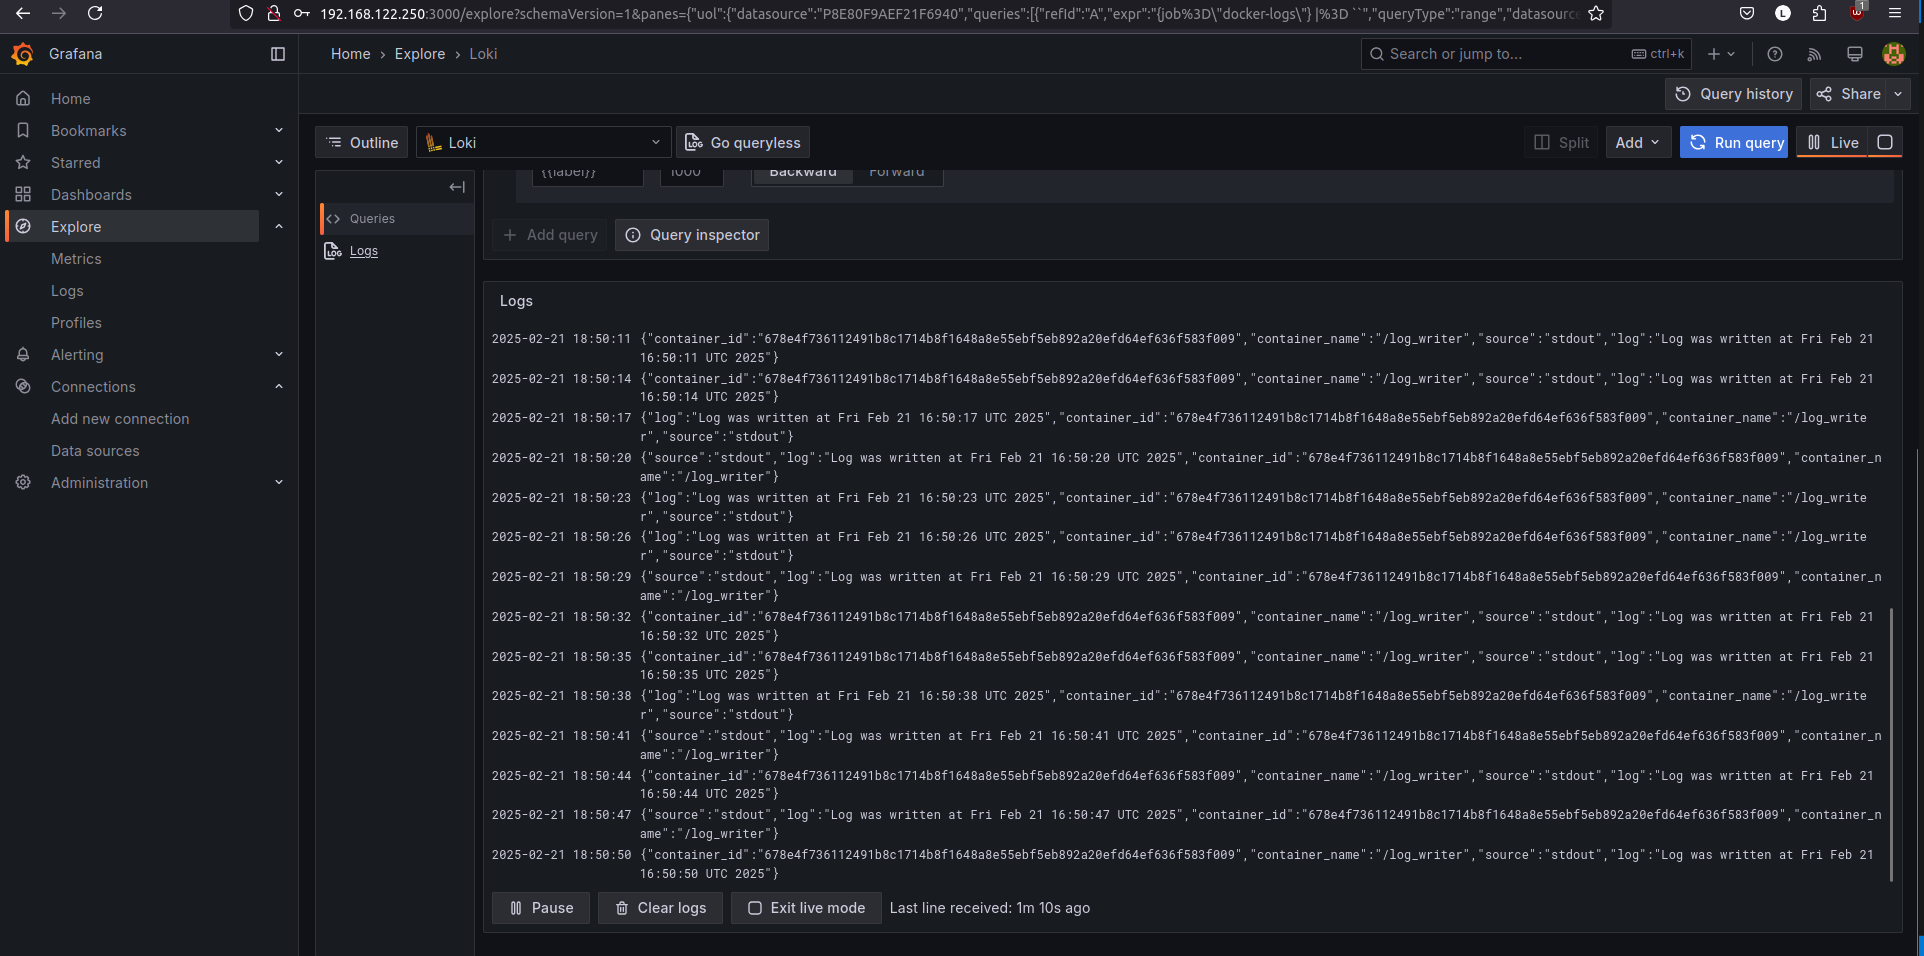 192.168.122.250:3000/explore?schemaVersion=1&panes={"uol":{"datasource":"P8E80F9AEF21F6940","queries":[{"refId":"A","expr":"{job%3D\"docker-logs\"} |%3D ``","queryType":"range","datasource
1
Grafana
Home › Explore › Loki
Search or jump to...
ctrl+k
Home
Bookmarks
Starred
Dashboards
Explore
Metrics
Logs
Profiles
Alerting
Connections
Add new connection
Data sources
Administration
Query history
Share
Outline
Loki
Go queryless
Split
Add
Run query
Live
Queries
Logs
{{label}}
1000
Backward
Forward
+ Add query
Query inspector
Logs
2025-02-21 18:50:11 {"container_id":"678e4f736112491b8c1714b8f1648a8e55ebf5eb892a20efd64ef636f583f009","container_name":"/log_writer","source":"stdout","log":"Log was written at Fri Feb 21
16:50:11 UTC 2025"}
2025-02-21 18:50:14 {"container_id":"678e4f736112491b8c1714b8f1648a8e55ebf5eb892a20efd64ef636f583f009","container_name":"/log_writer","source":"stdout","log":"Log was written at Fri Feb 21
16:50:14 UTC 2025"}
2025-02-21 18:50:17 {"log":"Log was written at Fri Feb 21 16:50:17 UTC 2025","container_id":"678e4f736112491b8c1714b8f1648a8e55ebf5eb892a20efd64ef636f583f009","container_name":"/log_write
r","source":"stdout"}
2025-02-21 18:50:20 {"source":"stdout","log":"Log was written at Fri Feb 21 16:50:20 UTC 2025","container_id":"678e4f736112491b8c1714b8f1648a8e55ebf5eb892a20efd64ef636f583f009","container_n
ame":"/log_writer"}
2025-02-21 18:50:23 {"log":"Log was written at Fri Feb 21 16:50:23 UTC 2025","container_id":"678e4f736112491b8c1714b8f1648a8e55ebf5eb892a20efd64ef636f583f009","container_name":"/log_write
r","source":"stdout"}
2025-02-21 18:50:26 {"log":"Log was written at Fri Feb 21 16:50:26 UTC 2025","container_id":"678e4f736112491b8c1714b8f1648a8e55ebf5eb892a20efd64ef636f583f009","container_name":"/log_write
r","source":"stdout"}
2025-02-21 18:50:29 {"source":"stdout","log":"Log was written at Fri Feb 21 16:50:29 UTC 2025","container_id":"678e4f736112491b8c1714b8f1648a8e55ebf5eb892a20efd64ef636f583f009","container_n
ame":"/log_writer"}
2025-02-21 18:50:32 {"container_id":"678e4f736112491b8c1714b8f1648a8e55ebf5eb892a20efd64ef636f583f009","container_name":"/log_writer","source":"stdout","log":"Log was written at Fri Feb 21
16:50:32 UTC 2025"}
2025-02-21 18:50:35 {"container_id":"678e4f736112491b8c1714b8f1648a8e55ebf5eb892a20efd64ef636f583f009","container_name":"/log_writer","source":"stdout","log":"Log was written at Fri Feb 21
16:50:35 UTC 2025"}
2025-02-21 18:50:38 {"log":"Log was written at Fri Feb 21 16:50:38 UTC 2025","container_id":"678e4f736112491b8c1714b8f1648a8e55ebf5eb892a20efd64ef636f583f009","container_name":"/log_write
r","source":"stdout"}
2025-02-21 18:50:41 {"source":"stdout","log":"Log was written at Fri Feb 21 16:50:41 UTC 2025","container_id":"678e4f736112491b8c1714b8f1648a8e55ebf5eb892a20efd64ef636f583f009","container_n
ame":"/log_writer"}
2025-02-21 18:50:44 {"container_id":"678e4f736112491b8c1714b8f1648a8e55ebf5eb892a20efd64ef636f583f009","container_name":"/log_writer","source":"stdout","log":"Log was written at Fri Feb 21
16:50:44 UTC 2025"}
2025-02-21 18:50:47 {"source":"stdout","log":"Log was written at Fri Feb 21 16:50:47 UTC 2025","container_id":"678e4f736112491b8c1714b8f1648a8e55ebf5eb892a20efd64ef636f583f009","container_n
ame":"/log_writer"}
2025-02-21 18:50:50 {"container_id":"678e4f736112491b8c1714b8f1648a8e55ebf5eb892a20efd64ef636f583f009","container_name":"/log_writer","source":"stdout","log":"Log was written at Fri Feb 21
16:50:50 UTC 2025"}
Pause
Clear logs
Exit live mode
Last line received: 1m 10s ago